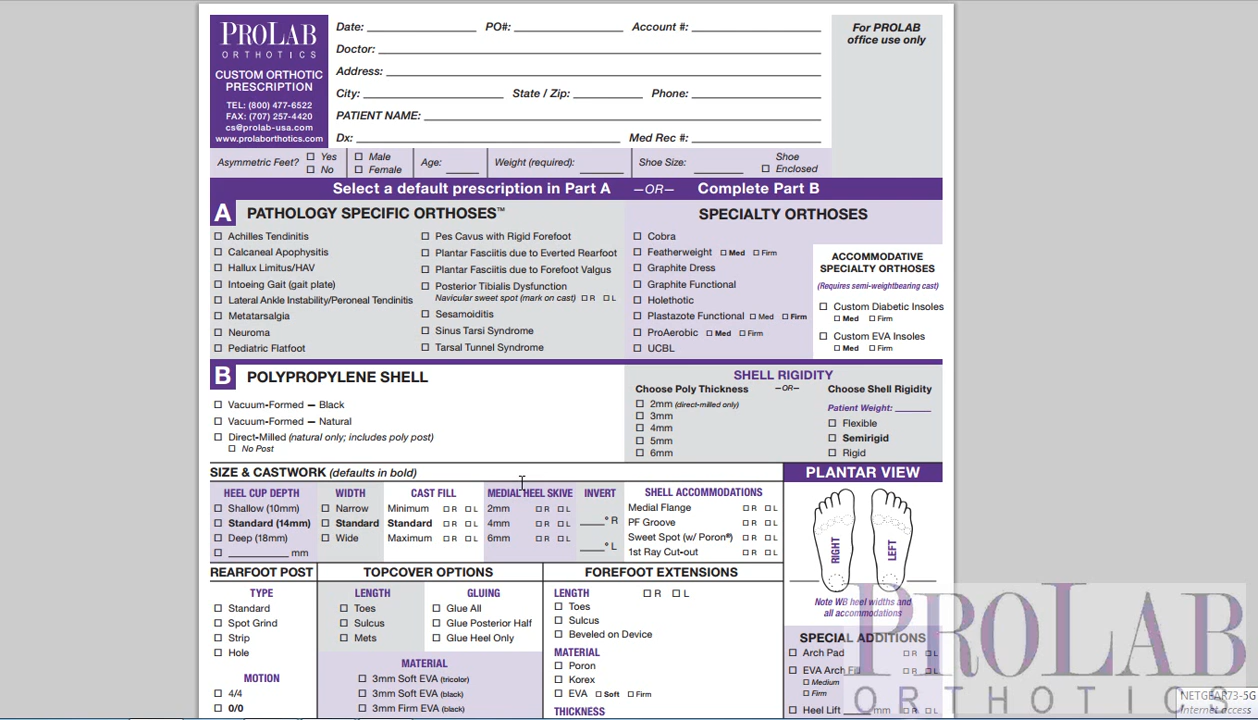 PROLAB
ORTHOTICS
CUSTOM ORTHOTIC
PRESCRIPTION
TEL: (800) 477-6522
FAX: (707) 257-4420
cs@prolab-usa.com
www.prolaborthotics.com
Date: PO#: Account #:
Doctor:
Address:
City: State / Zip: Phone:
PATIENT NAME:
Dx: Med Rec #:
For PROLAB
office use only
Asymmetric Feet? ☐ Yes ☐ No
☐ Male ☐ Female
Age:
Weight (required):
Shoe Size:
☐ Shoe Enclosed
Select a default prescription in Part A —OR— Complete Part B
A PATHOLOGY SPECIFIC ORTHOSES™
☐ Achilles Tendinitis
☐ Calcaneal Apophysitis
☐ Hallux Limitus/HAV
☐ Intoeing Gait (gait plate)
☐ Lateral Ankle Instability/Peroneal Tendinitis
☐ Metatarsalgia
☐ Neuroma
☐ Pediatric Flatfoot
☐ Pes Cavus with Rigid Forefoot
☐ Plantar Fasciitis due to Everted Rearfoot
☐ Plantar Fasciitis due to Forefoot Valgus
☐ Posterior Tibialis Dysfunction
Navicular sweet spot (mark on cast) ☐ R ☐ L
☐ Sesamoiditis
☐ Sinus Tarsi Syndrome
☐ Tarsal Tunnel Syndrome
SPECIALTY ORTHOSES
☐ Cobra
☐ Featherweight ☐ Med ☐ Firm
☐ Graphite Dress
☐ Graphite Functional
☐ Holethotic
☐ Plastazote Functional ☐ Med ☐ Firm
☐ ProAerobic ☐ Med ☐ Firm
☐ UCBL
ACCOMMODATIVE
SPECIALTY ORTHOSES
(Requires semi-weightbearing cast)
☐ Custom Diabetic Insoles
☐ Med ☐ Firm
☐ Custom EVA Insoles
☐ Med ☐ Firm
B POLYPROPYLENE SHELL
☐ Vacuum-Formed — Black
☐ Vacuum-Formed — Natural
☐ Direct-Milled (natural only; includes poly post)
☐ No Post
SHELL RIGIDITY
Choose Poly Thickness —OR— Choose Shell Rigidity
☐ 2mm (direct-milled only)
☐ 3mm
☐ 4mm
☐ 5mm
☐ 6mm
Patient Weight:
☐ Flexible
☐ Semirigid
☐ Rigid
SIZE & CASTWORK (defaults in bold)
HEEL CUP DEPTH
☐ Shallow (10mm)
☐ Standard (14mm)
☐ Deep (18mm)
☐ mm
WIDTH
☐ Narrow
☐ Standard
☐ Wide
CAST FILL
Minimum ☐ R ☐ L
Standard ☐ R ☐ L
Maximum ☐ R ☐ L
MEDIAL HEEL SKIVE
2mm ☐ R ☐ L
4mm ☐ R ☐ L
6mm ☐ R ☐ L
INVERT
° R
° L
SHELL ACCOMMODATIONS
Medial Flange ☐ R ☐ L
PF Groove ☐ R ☐ L
Sweet Spot (w/ Poron®) ☐ R ☐ L
1st Ray Cut-out ☐ R ☐ L
PLANTAR VIEW
RIGHT
LEFT
Note WB heel widths and
all accommodations
REARFOOT POST
TYPE
☐ Standard
☐ Spot Grind
☐ Strip
☐ Hole
MOTION
☐ 4/4
☐ 0/0
TOPCOVER OPTIONS
LENGTH
☐ Toes
☐ Sulcus
☐ Mets
GLUING
☐ Glue All
☐ Glue Posterior Half
☐ Glue Heel Only
MATERIAL
☐ 3mm Soft EVA (tricolor)
☐ 3mm Soft EVA (black)
☐ 3mm Firm EVA (black)
FOREFOOT EXTENSIONS
LENGTH ☐ R ☐ L
☐ Toes
☐ Sulcus
☐ Beveled on Device
MATERIAL
☐ Poron
☐ Korex
☐ EVA ☐ Soft ☐ Firm
THICKNESS
SPECIAL ADDITIONS
☐ Arch Pad ☐ R ☐ L
☐ EVA Arch Fill ☐ R ☐ L
☐ Medium
☐ Firm
☐ Heel Lift mm ☐ R ☐ L
PROLAB
ORTHOTICS
NETGEAR73-5G
Internet access